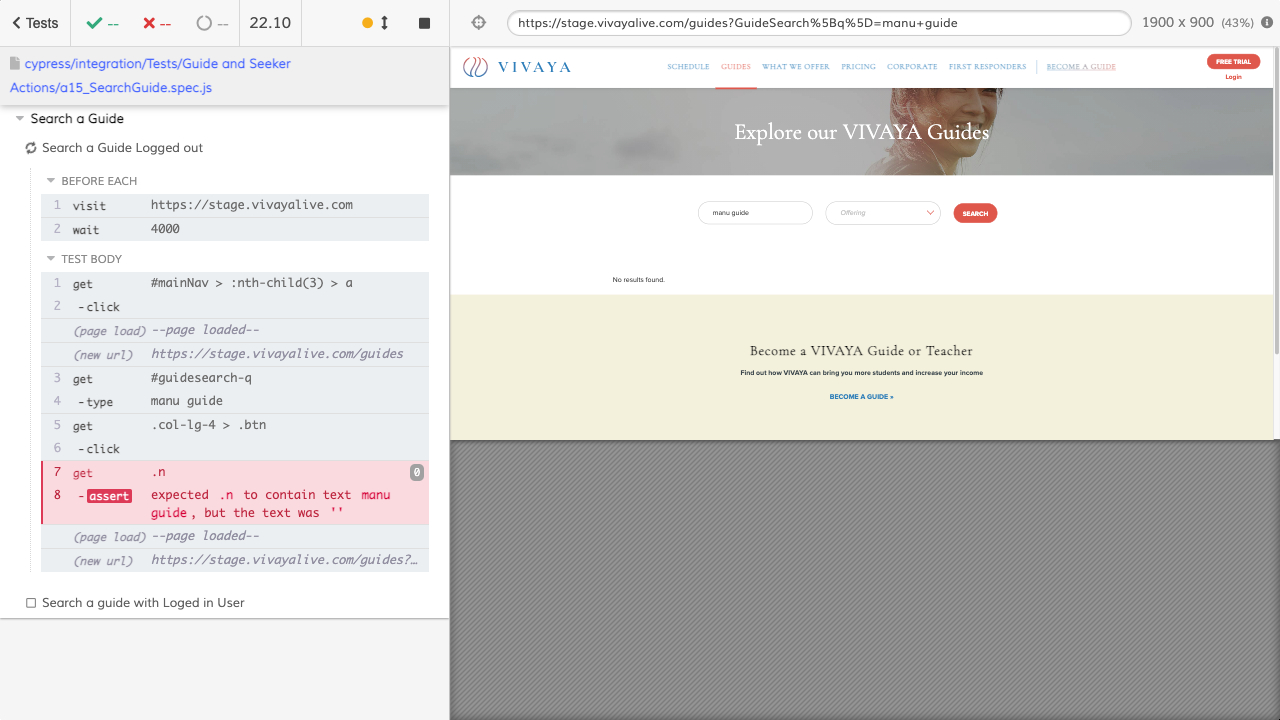 Tests
--
--
--
22.10
https://stage.vivayalive.com/guides?GuideSearch%5Bq%5D=manu+guide
1900 x 900 (43%)
cypress/integration/Tests/Guide and Seeker
Actions/a15_SearchGuide.spec.js
Search a Guide
Serrch a Guide Logged out
BEFORE EACH
1 visit https://stage.vivayalive.com
2 wait 4000
TEST BODY
1 get #mainNav > :nth-child(3) > a
2 -click
(page load) --page loaded--
(new url) https://stage.vivayalive.com/guides
3 get #guidesearch-q
4 -type manu guide
5 get .col-lg-4 > .btn
6 -click
7 get .n 0
8 -assert expected .n to contain text manu
guide, but the text was ''
(page load) --page loaded--
(new url) https://stage.vivayalive.com/guides?…
Search a guide with Loged in User
VIVAYA
SCHEDULE GUIDES WHAT WE OFFER PRICING CORPORATE FIRST RESPONDERS BECOME A GUIDE
FREE TRIAL
Login
Explore our VIVAYA Guides
manu guide Offering SEARCH
No results found.
Become a VIVAYA Guide or Teacher
Find out how VIVAYA can bring you more students and increase your income
BECOME A GUIDE »